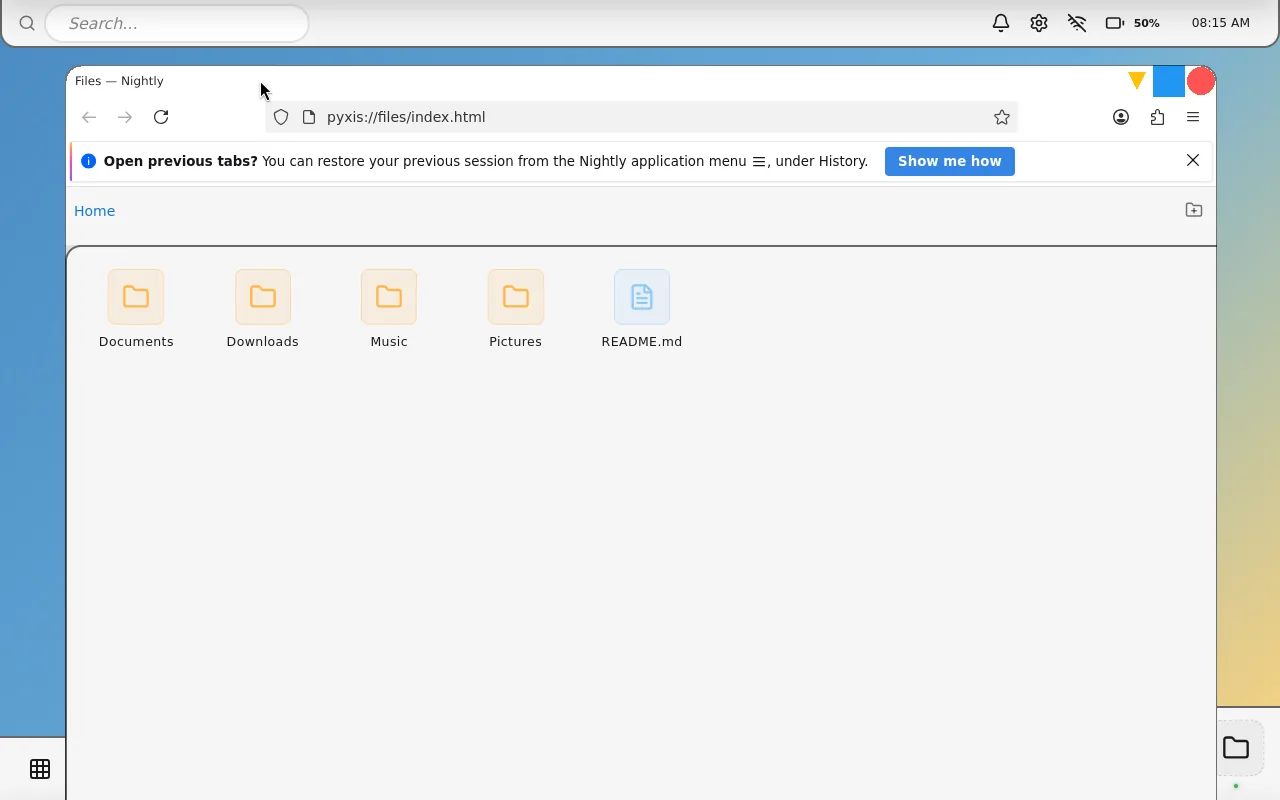 Search...
50%
08:15 AM
Files — Nightly
pyxis://files/index.html
Open previous tabs? You can restore your previous session from the Nightly application menu ☰, under History.
Show me how
Home
Documents
Downloads
Music
Pictures
README.md